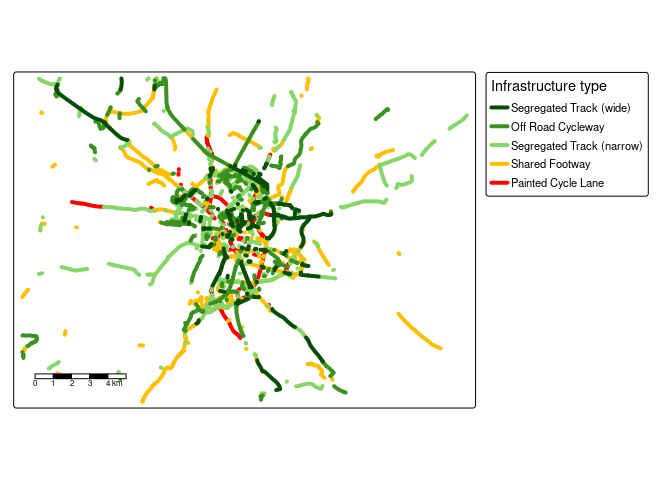 Infrastructure type
Segregated Track (wide)
Off Road Cycleway
Segregated Track (narrow)
Shared Footway
Painted Cycle Lane
0 1 2 3 4 km